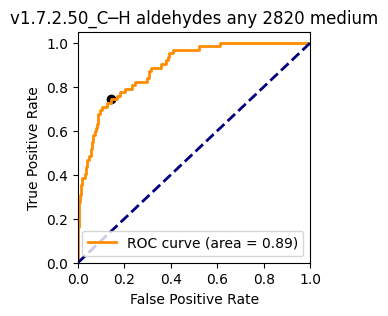 v1.7.2.50_C─H aldehydes any 2820 medium
True Positive Rate
1.0
0.8
0.6
0.4
0.2
0.0
ROC curve (area = 0.89)
0.0 0.2 0.4 0.6 0.8 1.0
False Positive Rate